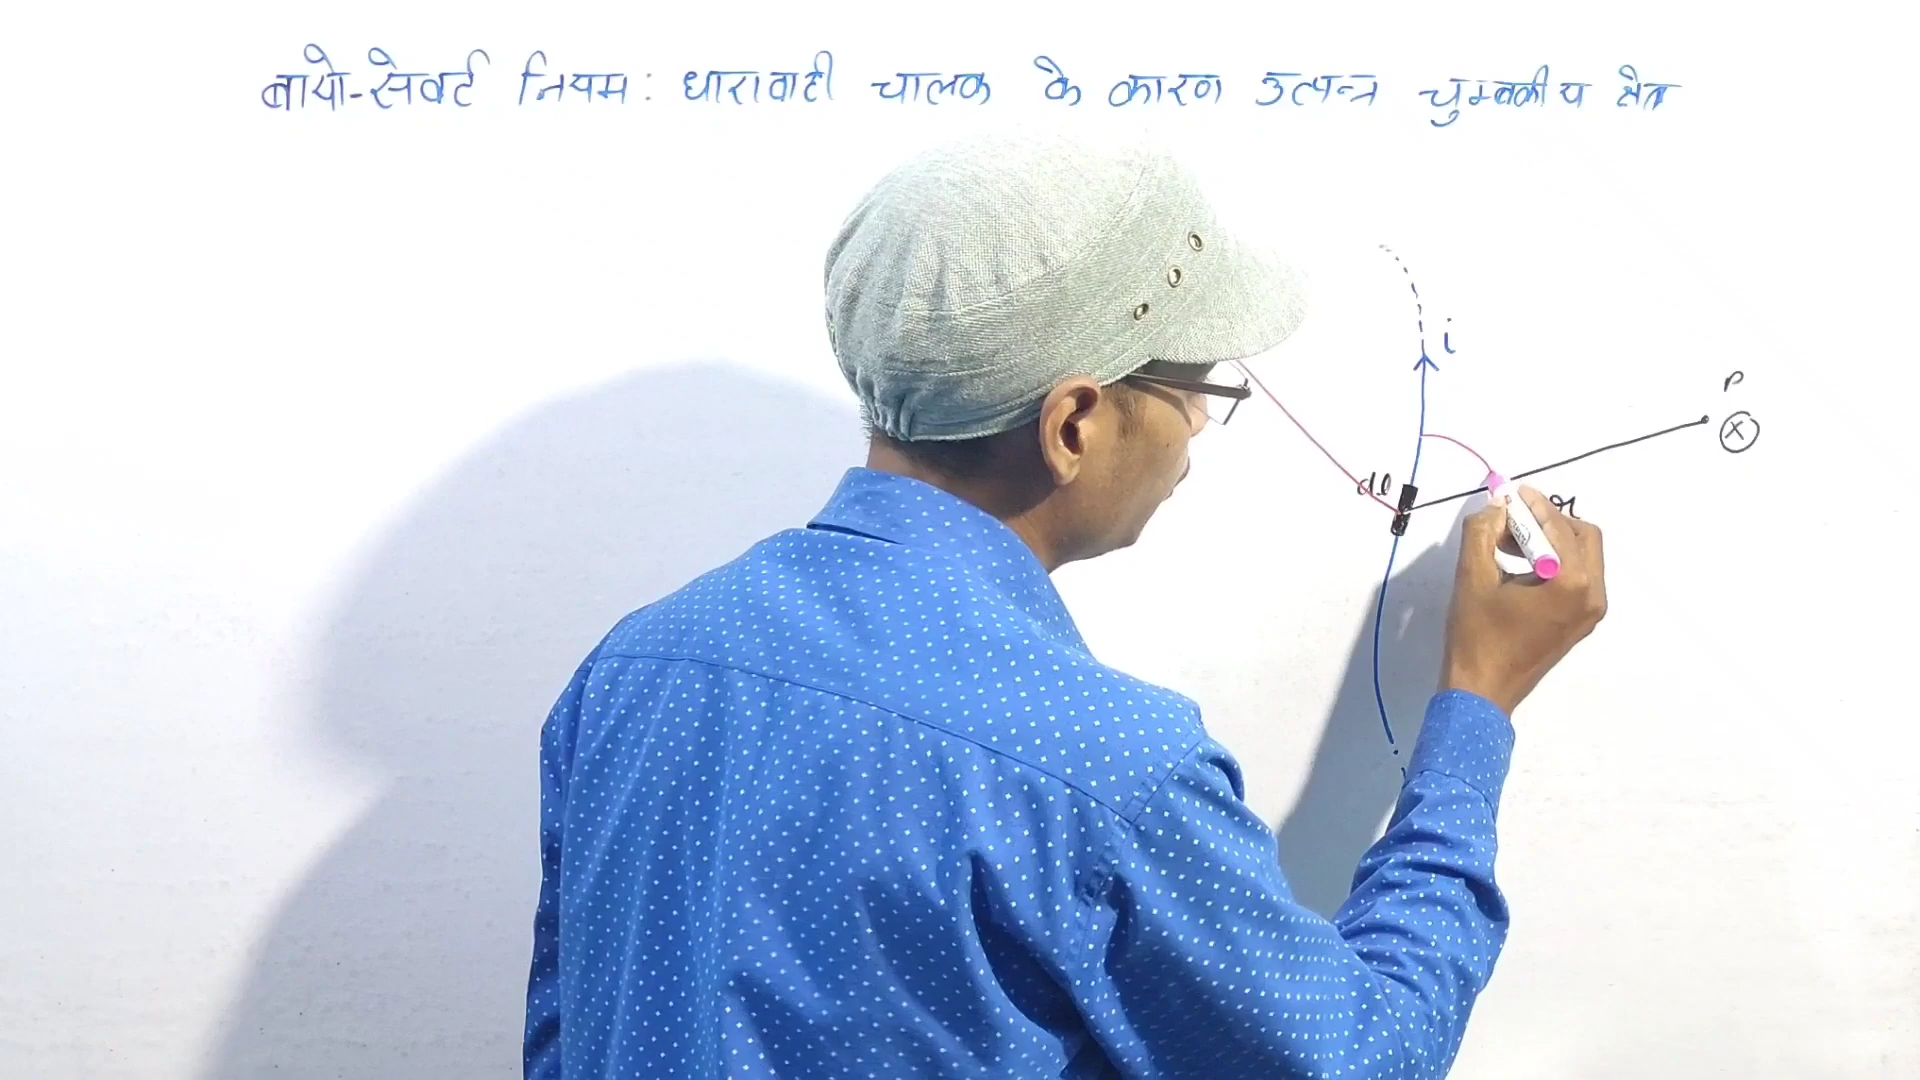 बायो-सेवर्ट नियम: धारावाही चालक के कारण उत्पन्न चुम्बकीय क्षेत्र
i
P
dl
r